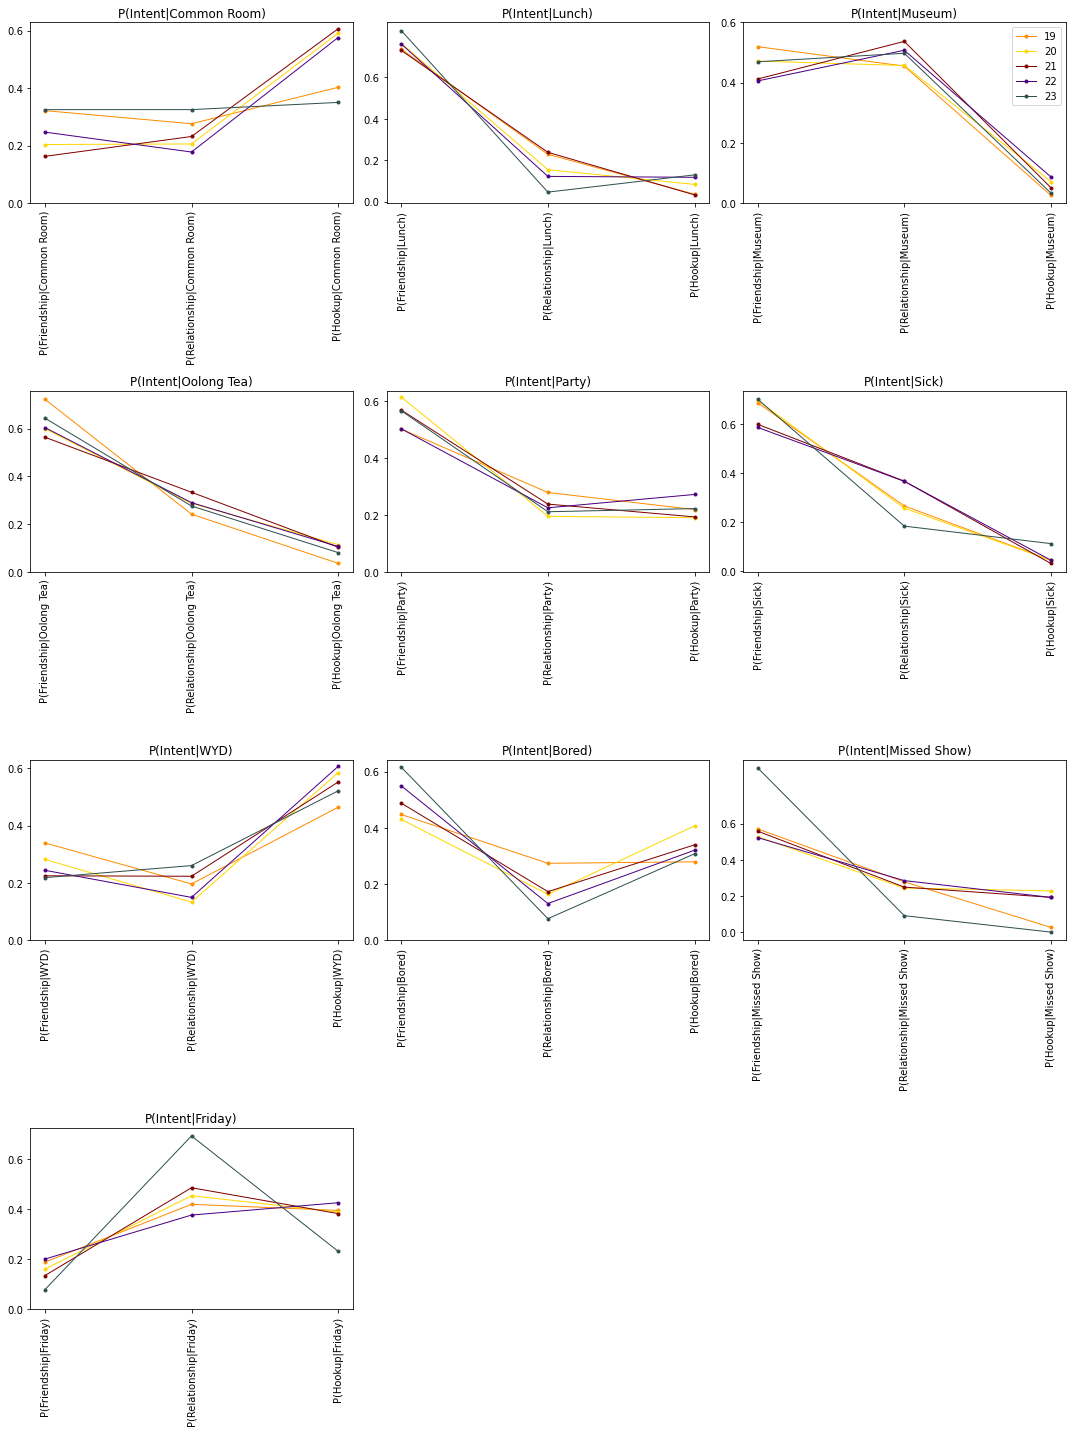 P(Intent|Common Room)
0.6
0.4
0.2
0.0
P(Friendship|Common Room)
P(Relationship|Common Room)
P(Hookup|Common Room)
P(Intent|Lunch)
0.6
0.4
0.2
0.0
P(Friendship|Lunch)
P(Relationship|Lunch)
P(Hookup|Lunch)
P(Intent|Museum)
0.6
0.4
0.2
0.0
19
20
21
22
23
P(Friendship|Museum)
P(Relationship|Museum)
P(Hookup|Museum)
P(Intent|Oolong Tea)
0.6
0.4
0.2
0.0
P(Friendship|Oolong Tea)
P(Relationship|Oolong Tea)
P(Hookup|Oolong Tea)
P(Intent|Party)
0.6
0.4
0.2
0.0
P(Friendship|Party)
P(Relationship|Party)
P(Hookup|Party)
P(Intent|Sick)
0.6
0.4
0.2
0.0
P(Friendship|Sick)
P(Relationship|Sick)
P(Hookup|Sick)
P(Intent|WYD)
0.6
0.4
0.2
0.0
P(Friendship|WYD)
P(Relationship|WYD)
P(Hookup|WYD)
P(Intent|Bored)
0.6
0.4
0.2
0.0
P(Friendship|Bored)
P(Relationship|Bored)
P(Hookup|Bored)
P(Intent|Missed Show)
0.6
0.4
0.2
0.0
P(Friendship|Missed Show)
P(Relationship|Missed Show)
P(Hookup|Missed Show)
P(Intent|Friday)
0.6
0.4
0.2
0.0
P(Friendship|Friday)
P(Relationship|Friday)
P(Hookup|Friday)